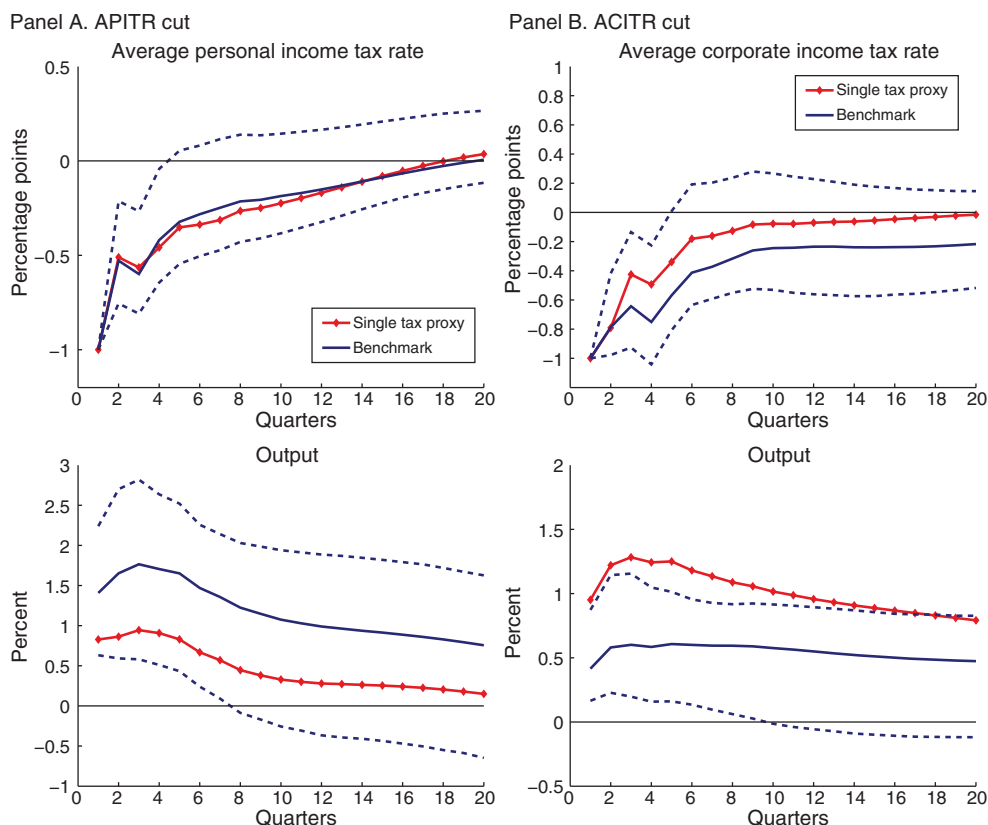 Panel A. APITR cut
Panel B. ACITR cut
Average personal income tax rate
Average corporate income tax rate
Percentage points
0.5
0
−0.5
−1
Single tax proxy
Benchmark
0 2 4 6 8 10 12 14 16 18 20
Quarters
Percentage points
1
0.8
0.6
0.4
0.2
0
−0.2
−0.4
−0.6
−0.8
−1
Single tax proxy
Benchmark
0 2 4 6 8 10 12 14 16 18 20
Quarters
Output
Percent
3
2.5
2
1.5
1
0.5
0
−0.5
−1
0 2 4 6 8 10 12 14 16 18 20
Quarters
Output
Percent
2
1.5
1
0.5
0
−0.5
0 2 4 6 8 10 12 14 16 18 20
Quarters